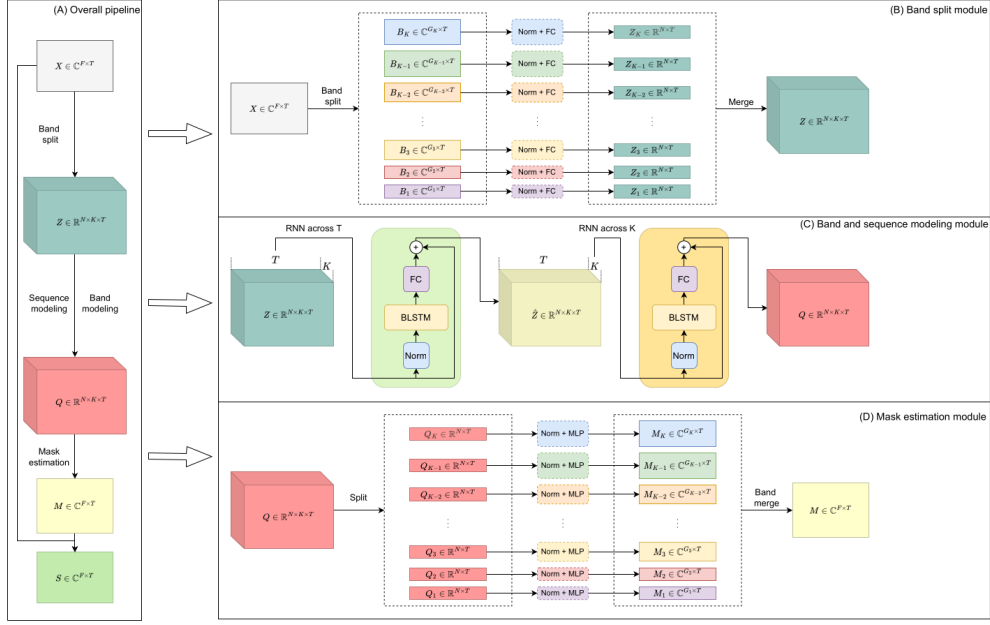 (A) Overall pipeline
X ∈ ℂ^{F×T}
Band
split
Z ∈ ℝ^{N×K×T}
Sequence
modeling
Band
modeling
Q ∈ ℝ^{N×K×T}
Mask
estimation
M ∈ ℂ^{F×T}
S ∈ ℂ^{F×T}
(B) Band split module
X ∈ ℂ^{F×T}
Band
split
B_K ∈ ℂ^{G_K×T} Norm + FC Z_K ∈ ℝ^{N×T}
B_{K−1} ∈ ℂ^{G_{K−1}×T} Norm + FC Z_{K−1} ∈ ℝ^{N×T}
B_{K−2} ∈ ℂ^{G_{K−2}×T} Norm + FC Z_{K−2} ∈ ℝ^{N×T}
⋮ ⋮ ⋮
B_3 ∈ ℂ^{G_3×T} Norm + FC Z_3 ∈ ℝ^{N×T}
B_2 ∈ ℂ^{G_2×T} Norm + FC Z_2 ∈ ℝ^{N×T}
B_1 ∈ ℂ^{G_1×T} Norm + FC Z_1 ∈ ℝ^{N×T}
Merge
Z ∈ ℝ^{N×K×T}
(C) Band and sequence modeling module
RNN across T
T
K
Z ∈ ℝ^{N×K×T}
+
FC
BLSTM
Norm
RNN across K
T
K
Ẑ ∈ ℝ^{N×K×T}
+
FC
BLSTM
Norm
Q ∈ ℝ^{N×K×T}
(D) Mask estimation module
Q ∈ ℝ^{N×K×T}
Split
Q_K ∈ ℝ^{N×T} Norm + MLP M_K ∈ ℂ^{G_K×T}
Q_{K−1} ∈ ℝ^{N×T} Norm + MLP M_{K−1} ∈ ℂ^{G_{K−1}×T}
Q_{K−2} ∈ ℝ^{N×T} Norm + MLP M_{K−2} ∈ ℂ^{G_{K−2}×T}
⋮ ⋮ ⋮
Q_3 ∈ ℝ^{N×T} Norm + MLP M_3 ∈ ℂ^{G_3×T}
Q_2 ∈ ℝ^{N×T} Norm + MLP M_2 ∈ ℂ^{G_2×T}
Q_1 ∈ ℝ^{N×T} Norm + MLP M_1 ∈ ℂ^{G_1×T}
Band
merge
M ∈ ℂ^{F×T}